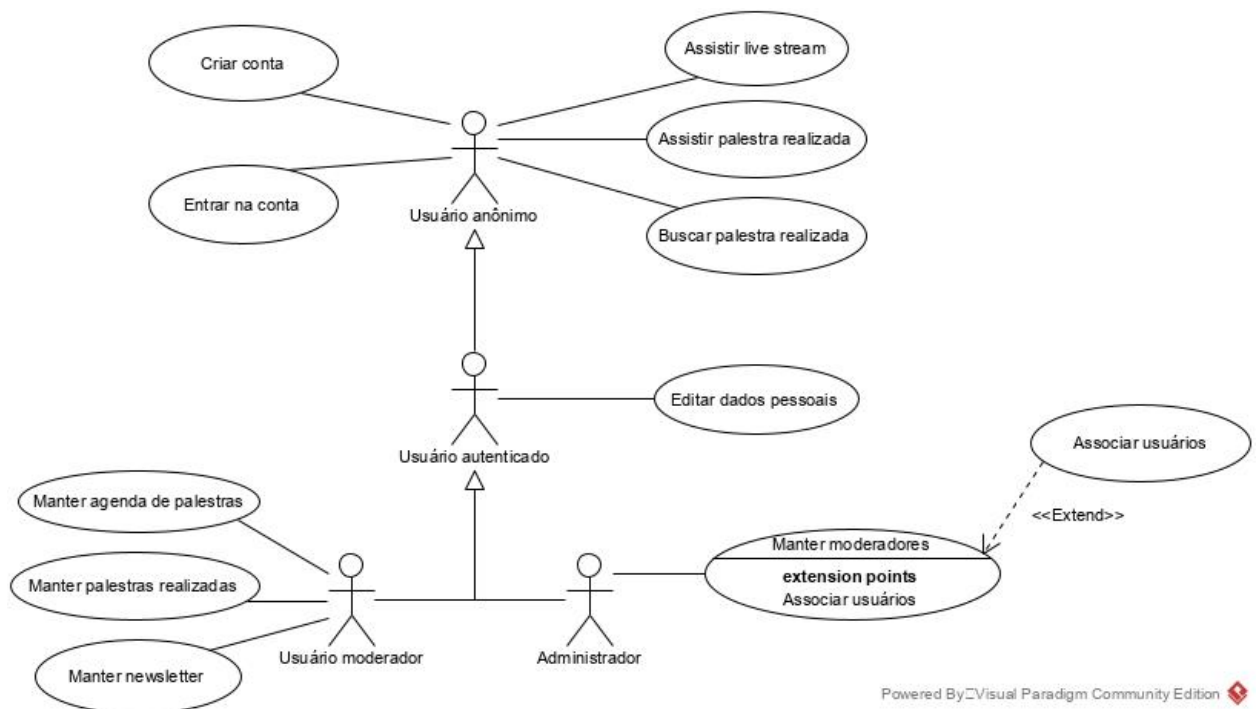 Criar conta
Assistir live stream
Assistir palestra realizada
Entrar na conta
Usuário anônimo
Buscar palestra realizada
Editar dados pessoais
Usuário autenticado
Associar usuários
Manter agenda de palestras
<<Extend>>
Manter moderadores
extension points
Associar usuários
Manter palestras realizadas
Usuário moderador
Administrador
Manter newsletter
Powered By Visual Paradigm Community Edition